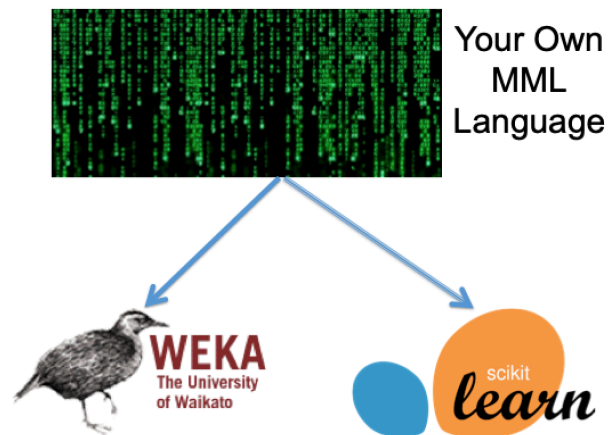 Your Own
MML
Language
WEKA
The University
of Waikato
scikit
learn